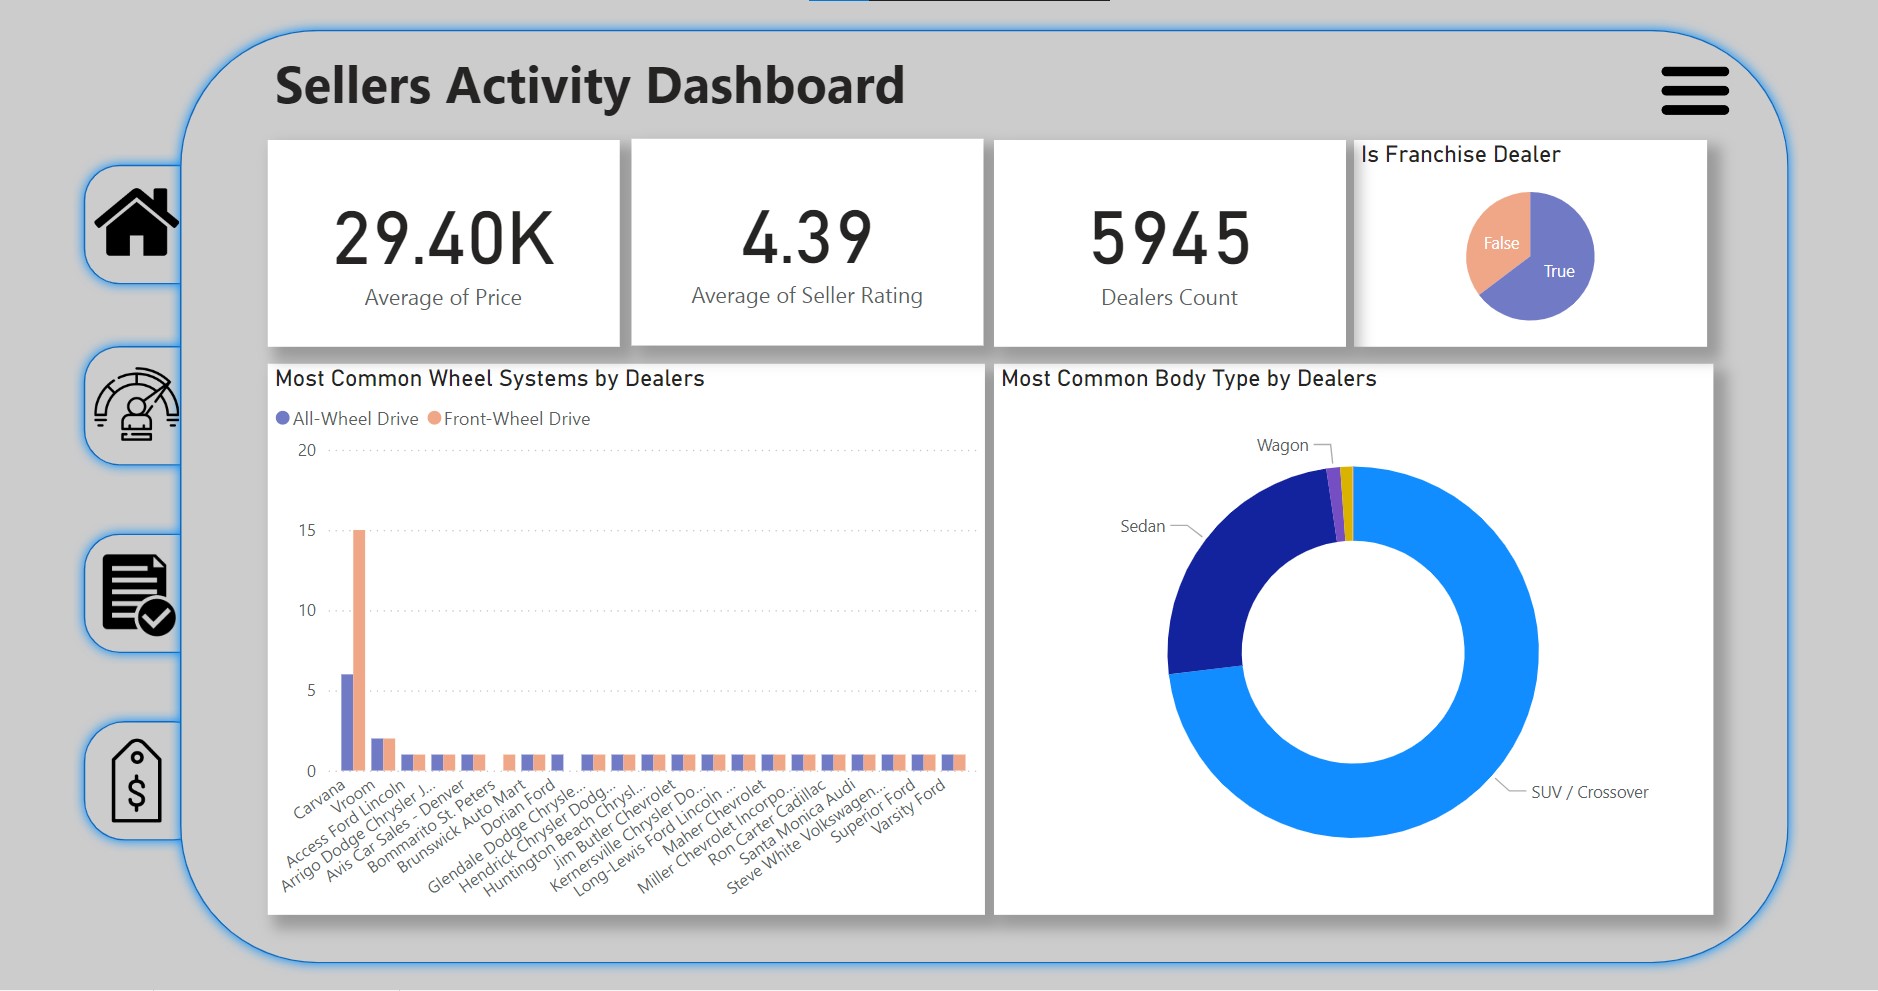 Sellers Activity Dashboard
29.40K
Average of Price
4.39
Average of Seller Rating
5945
Dealers Count
Is Franchise Dealer
False
True
Most Common Wheel Systems by Dealers
All-Wheel Drive Front-Wheel Drive
20
15
10
5
0
Carvana
Vroom
Access Ford Lincoln
Arrigo Dodge Chrysler J...
Avis Car Sales - Denver
Bommarito St. Peters
Brunswick Auto Mart
Dorian Ford
Glendale Dodge Chrysle...
Hendrick Chrysler Dodg...
Huntington Beach Chrysl...
Jim Butler Chevrolet
Kernersville Chrysler Do...
Long-Lewis Ford Lincoln ...
Maher Chevrolet
Miller Chevrolet Incorpo...
Ron Carter Cadillac
Santa Monica Audi
Steve White Volkswagen...
Superior Ford
Varsity Ford
Most Common Body Type by Dealers
Wagon
Sedan
SUV / Crossover
$